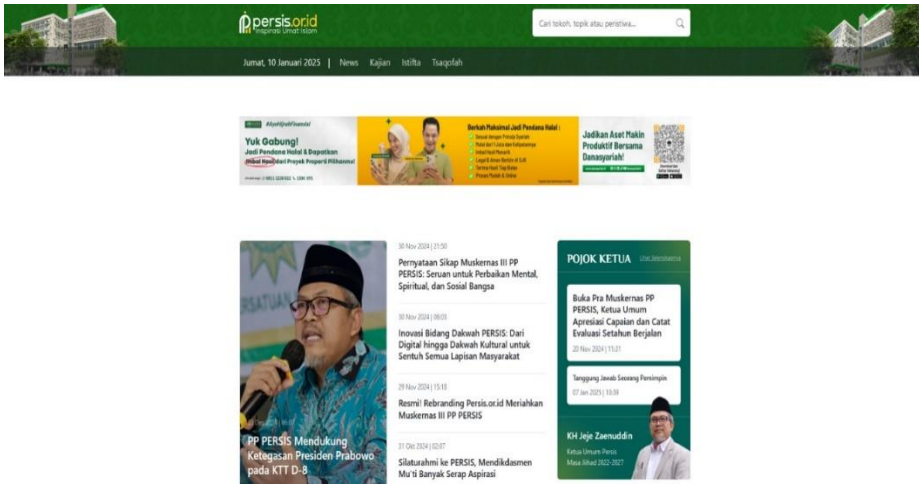 persis.or.id
Inspirasi Umat Islam
Cari tokoh, topik atau peristiwa...
Jumat, 10 Januari 2025 | News Kajian Istifta Tsaqofah
Yuk Gabung!
Jadi Pendana Halal & Dapatkan
Imbal Hasil dari Proyek Properti Pilihanmu!
Berkah Maksimal Jadi Pendana Halal :
Sesuai dengan Prinsip Syariah
Proses Mudah & Online
Jadikan Aset Makin
Produktif Bersama
Danasyariah!
PP PERSIS Mendukung
Ketegasan Presiden Prabowo
pada KTT D-8
30 Nov 2024 | 21:50
Pernyataan Sikap Muskernas III PP
PERSIS: Seruan untuk Perbaikan Mental,
Spiritual, dan Sosial Bangsa
30 Nov 2024 | 06:03
Inovasi Bidang Dakwah PERSIS: Dari
Digital hingga Dakwah Kultural untuk
Sentuh Semua Lapisan Masyarakat
29 Nov 2024 | 15:18
Resmi! Rebranding Persis.or.id Meriahkan
Muskernas III PP PERSIS
31 Okt 2024 | 02:07
Silaturahmi ke PERSIS, Mendikdasmen
Mu'ti Banyak Serap Aspirasi
POJOK KETUA
Lihat Selengkapnya
Buka Pra Muskernas PP
PERSIS, Ketua Umum
Apresiasi Capaian dan Catat
Evaluasi Setahun Berjalan
20 Nov 2024 | 11:31
Tanggung Jawab Seorang Pemimpin
07 Jan 2025 | 10:39
KH Jeje Zaenuddin
Ketua Umum Persis
Masa Jihad 2022-2027